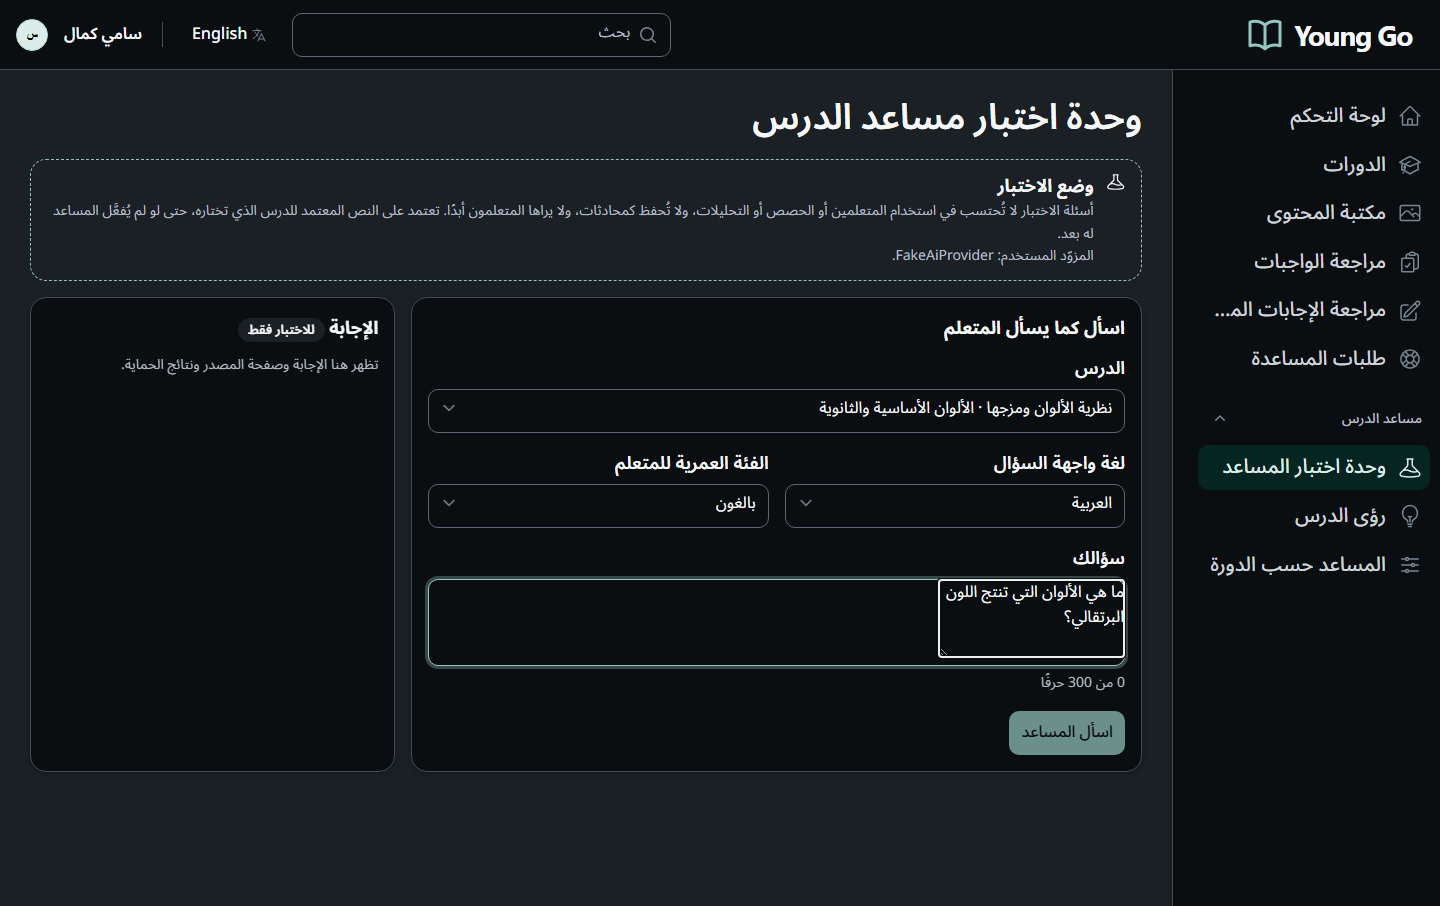 Young Go
بحث
English
سامي كمال
س
لوحة التحكم
الدورات
مكتبة المحتوى
مراجعة الواجبات
مراجعة الإجابات الم...
طلبات المساعدة
مساعد الدرس
وحدة اختبار المساعد
رؤى الدرس
المساعد حسب الدورة
وحدة اختبار مساعد الدرس
وضع الاختبار
أسئلة الاختبار لا تُحتسب في استخدام المتعلمين أو الحصص أو التحليلات، ولا تُحفظ كمحادثات، ولا يراها المتعلمون أبدًا. تعتمد على النص المعتمد للدرس الذي تختاره، حتى لو لم يُفعَّل المساعد
له بعد.
المزوّد المستخدم: FakeAiProvider.
اسأل كما يسأل المتعلم
الدرس
نظرية الألوان ومزجها · الألوان الأساسية والثانوية
لغة واجهة السؤال
العربية
الفئة العمرية للمتعلم
بالغون
سؤالك
ما هي الألوان التي تنتج اللون
البرتقالي؟
0 من 300 حرفًا
اسأل المساعد
الإجابة
للاختبار فقط
تظهر هنا الإجابة وصفحة المصدر ونتائج الحماية.